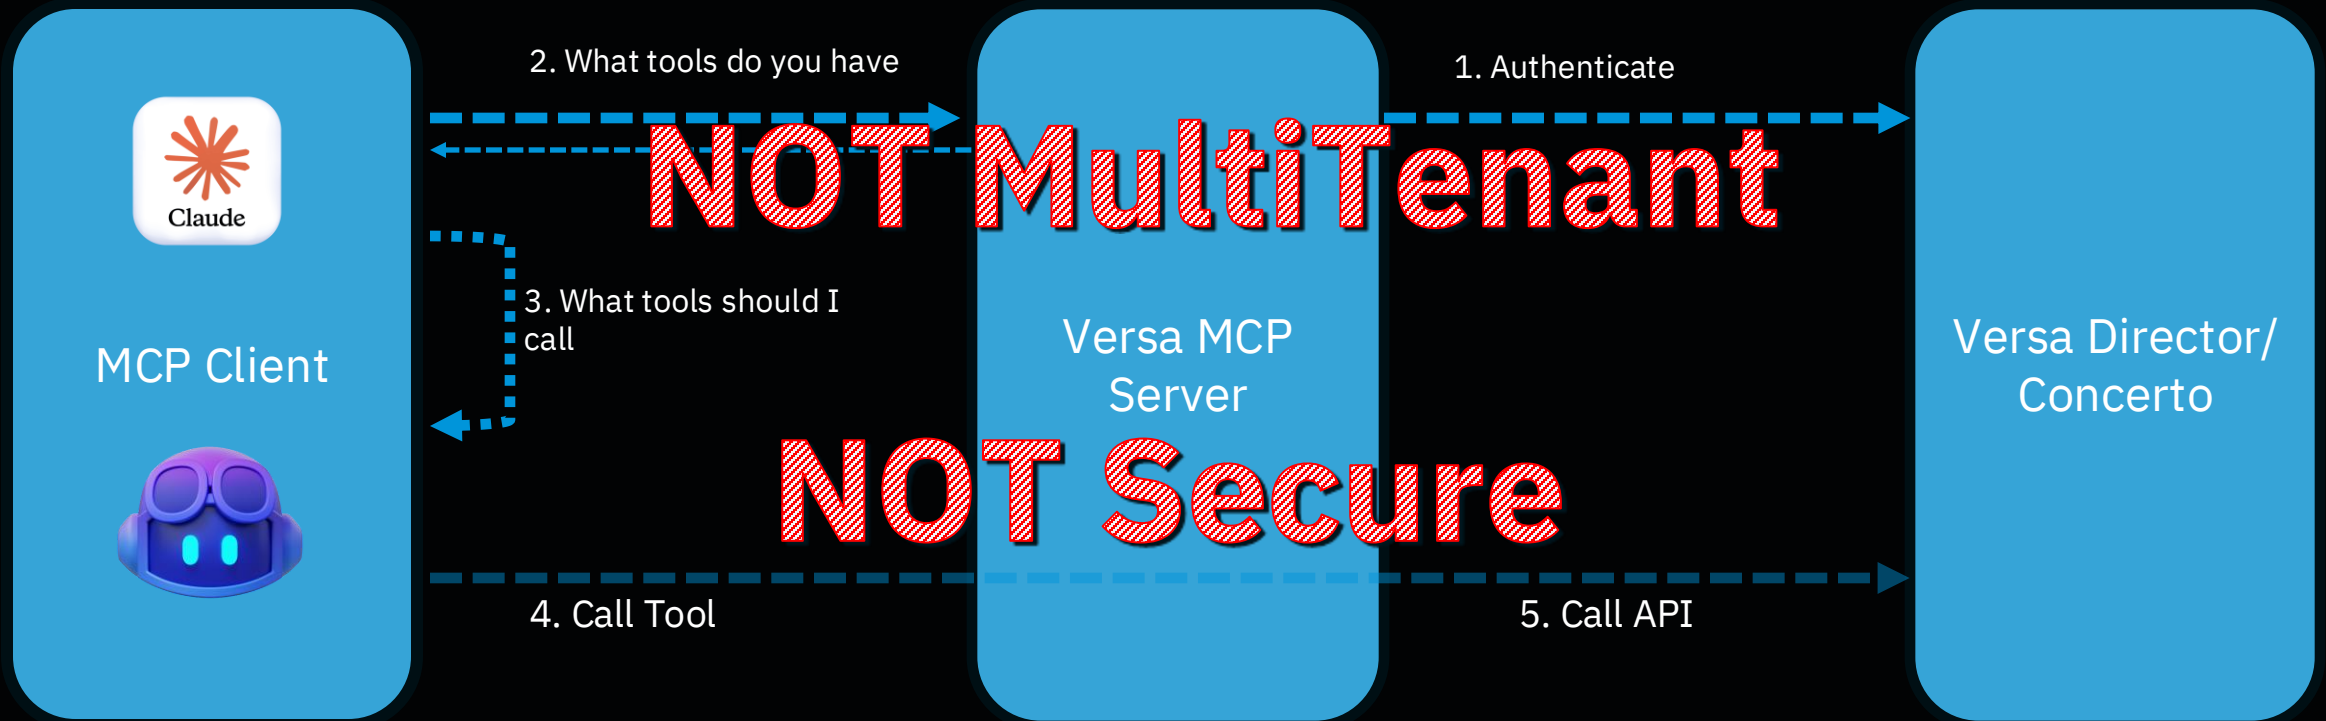 2. What tools do you have
1. Authenticate
NOT MultiTenant
Claude
3. What tools should I
call
MCP Client
Versa MCP
Server
Versa Director/
Concerto
NOT Secure
4. Call Tool
5. Call API